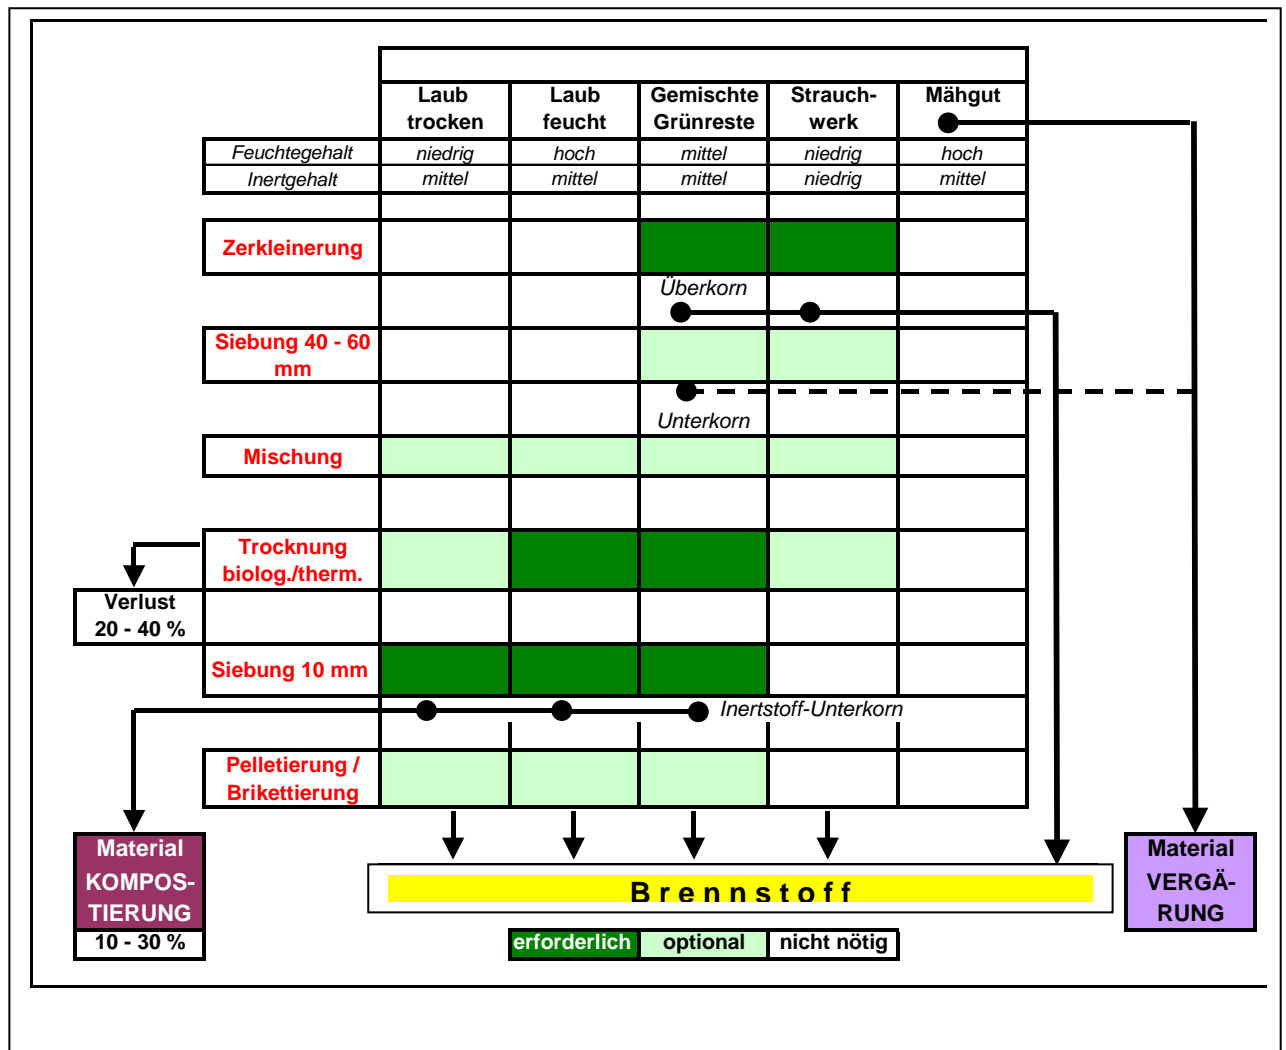 Laub trocken
Laub feucht
Gemischte Grünreste
Strauch-
werk
Mähgut
Feuchtegehalt niedrig hoch mittel niedrig hoch
Inertgehalt mittel mittel mittel niedrig mittel
Zerkleinerung
Überkorn
Siebung 40 - 60
mm
Unterkorn
Mischung
Trocknung
biolog./therm.
Verlust
20 - 40 %
Siebung 10 mm
Inertstoff-Unterkorn
Pelletierung /
Brikettierung
Material
KOMPOS-
TIERUNG
10 - 30 %
Brennstoff
Material
VERGÄ-
RUNG
erforderlich optional nicht nötig